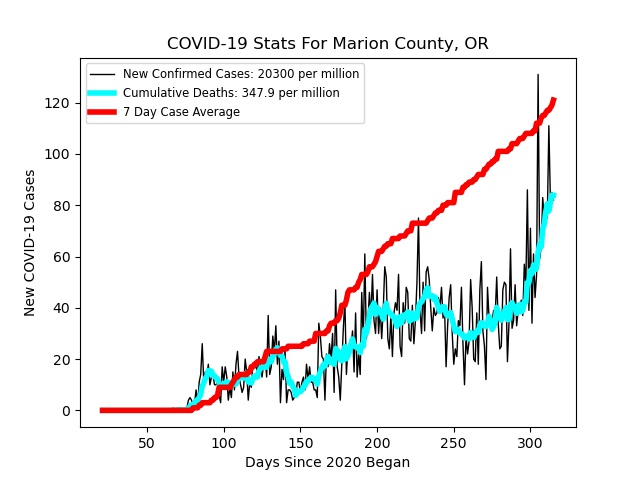 COVID-19 Stats For Marion County, OR
New Confirmed Cases: 20300 per million
Cumulative Deaths: 347.9 per million
7 Day Case Average
New COVID-19 Cases
120
100
80
60
40
20
0
50
100
150
200
250
300
Days Since 2020 Began